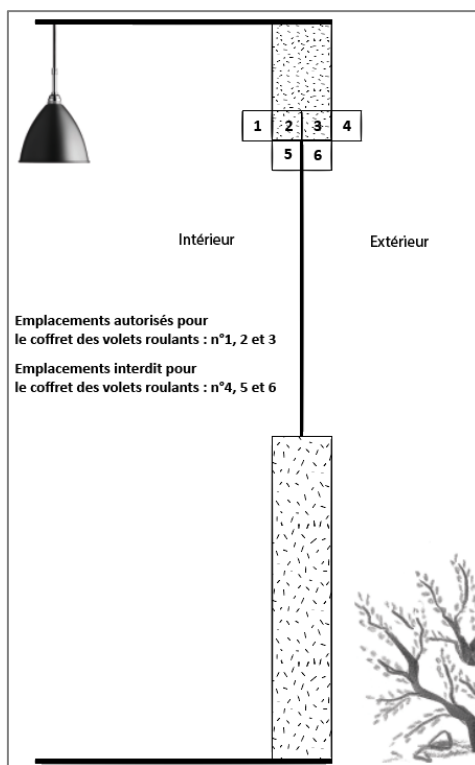 1 2 3 4
5 6
Intérieur Extérieur
Emplacements autorisés pour
le coffret des volets roulants : n°1, 2 et 3
Emplacements interdit pour
le coffret des volets roulants : n°4, 5 et 6